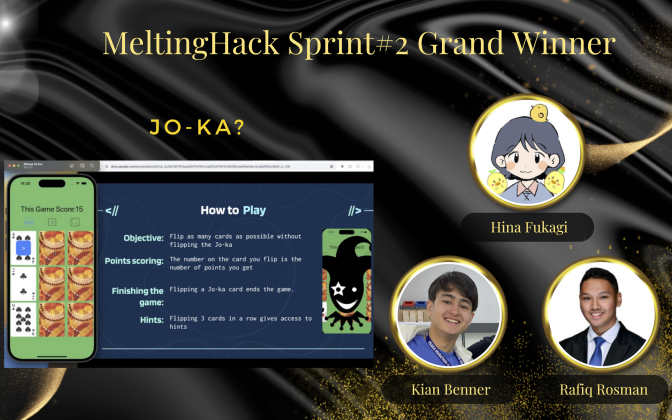 MeltingHack Sprint#2 Grand Winner
JO-KA?
14:33
This Game Score:15
<//
How to Play
//>
Objective:
Flip as many cards as possible without
flipping the Jo-ka
Points scoring:
The number on the card you flip is the
number of points you get
Finishing the
game:
Flipping a Jo-ka card ends the game.
Hints:
Flipping 3 cards in a row gives access to
hints
Hina Fukagi
Kian Benner
Rafiq Rosman